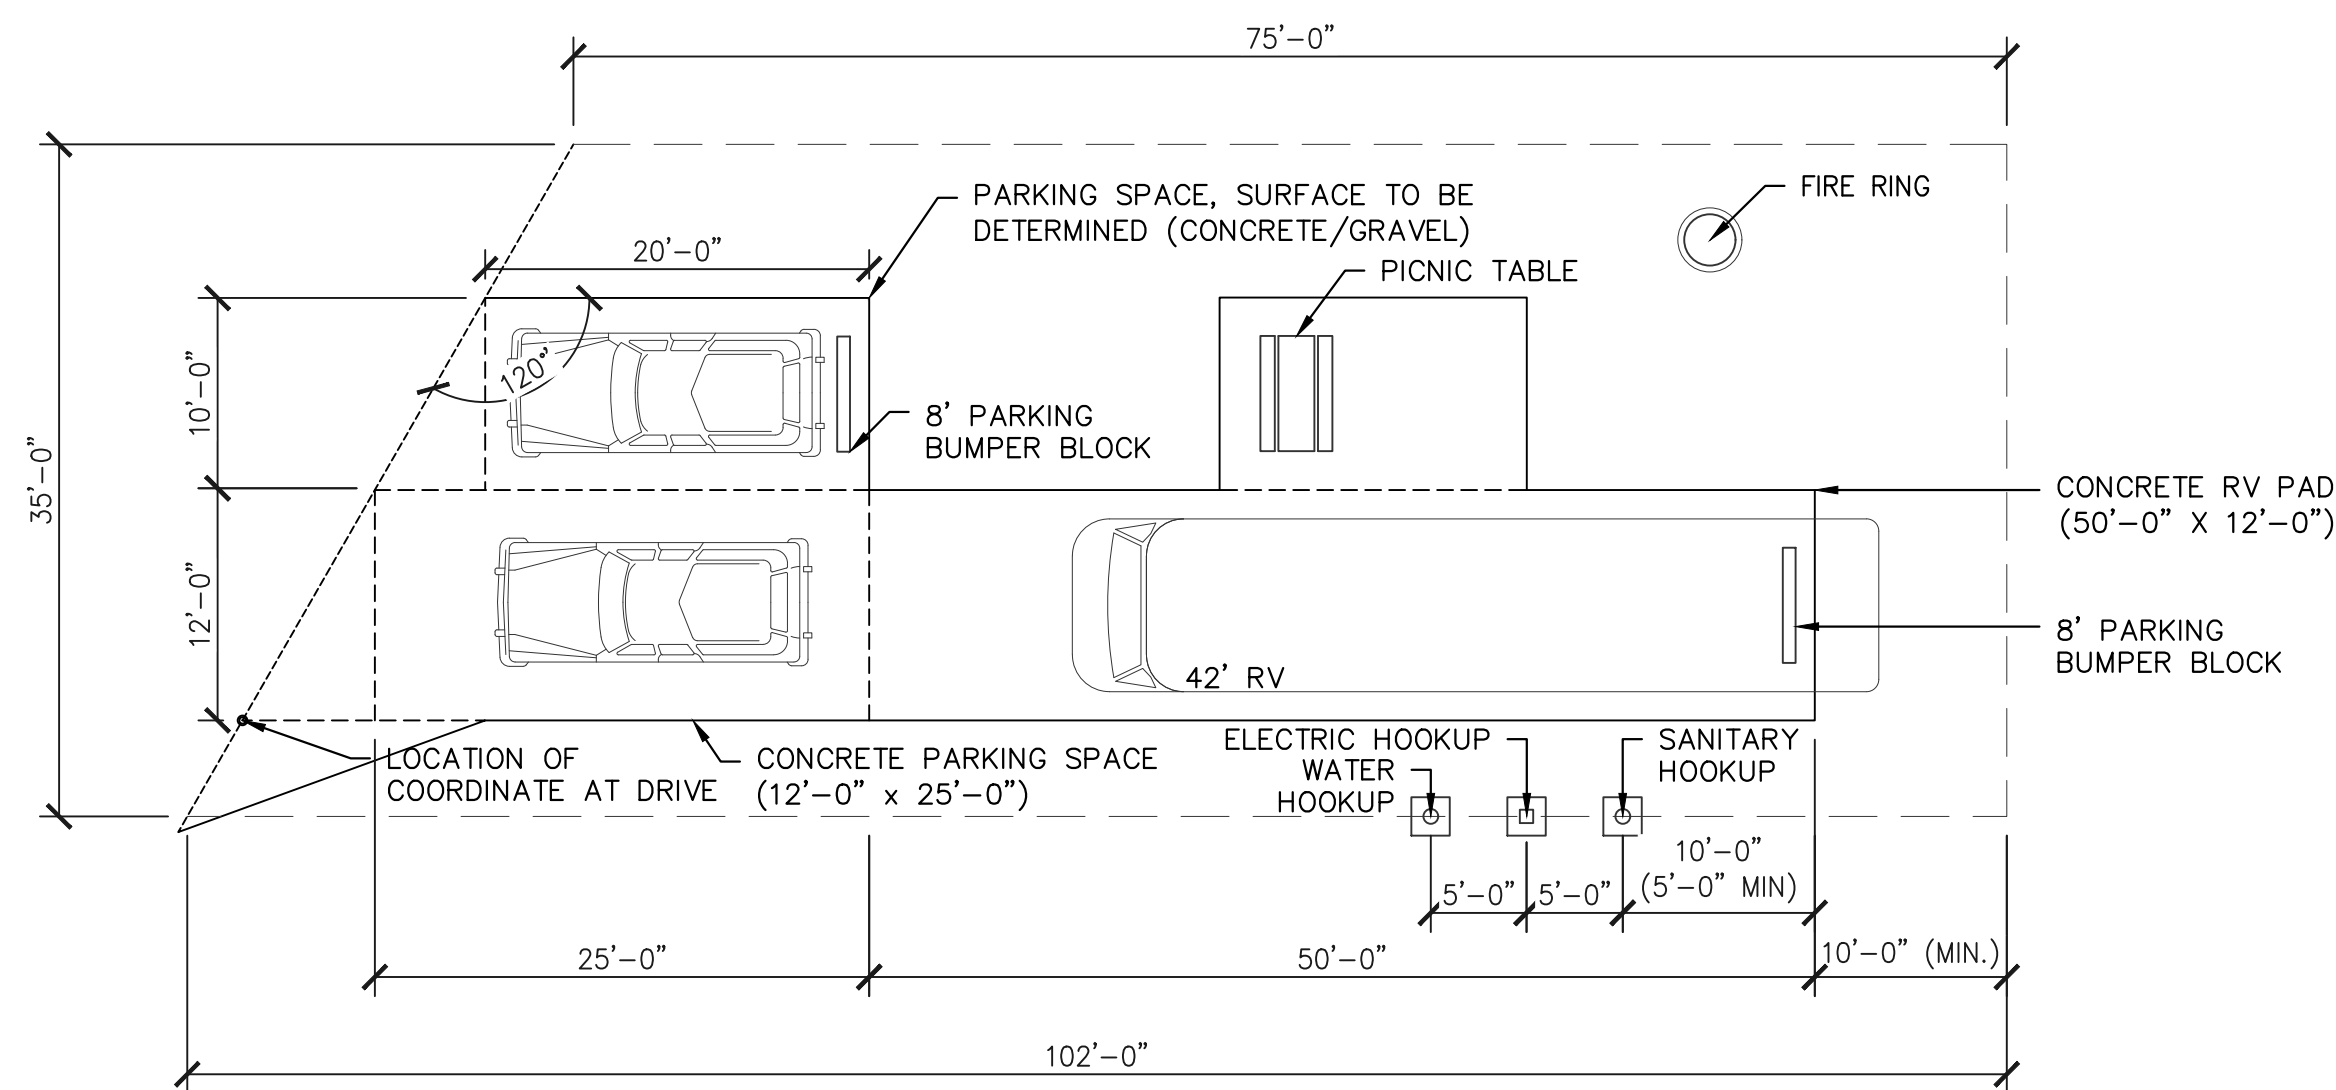 75'-0"
PARKING SPACE, SURFACE TO BE
DETERMINED (CONCRETE/GRAVEL)
FIRE RING
20'-0"
PICNIC TABLE
120°
10'-0"
8' PARKING
BUMPER BLOCK
35'-0"
CONCRETE RV PAD
(50'-0" X 12'-0")
12'-0"
8' PARKING
BUMPER BLOCK
42' RV
LOCATION OF
COORDINATE AT DRIVE
CONCRETE PARKING SPACE
(12'-0" x 25'-0")
ELECTRIC HOOKUP
WATER
HOOKUP
SANITARY
HOOKUP
5'-0"
5'-0"
10'-0"
(5'-0" MIN)
25'-0"
50'-0"
10'-0" (MIN.)
102'-0"